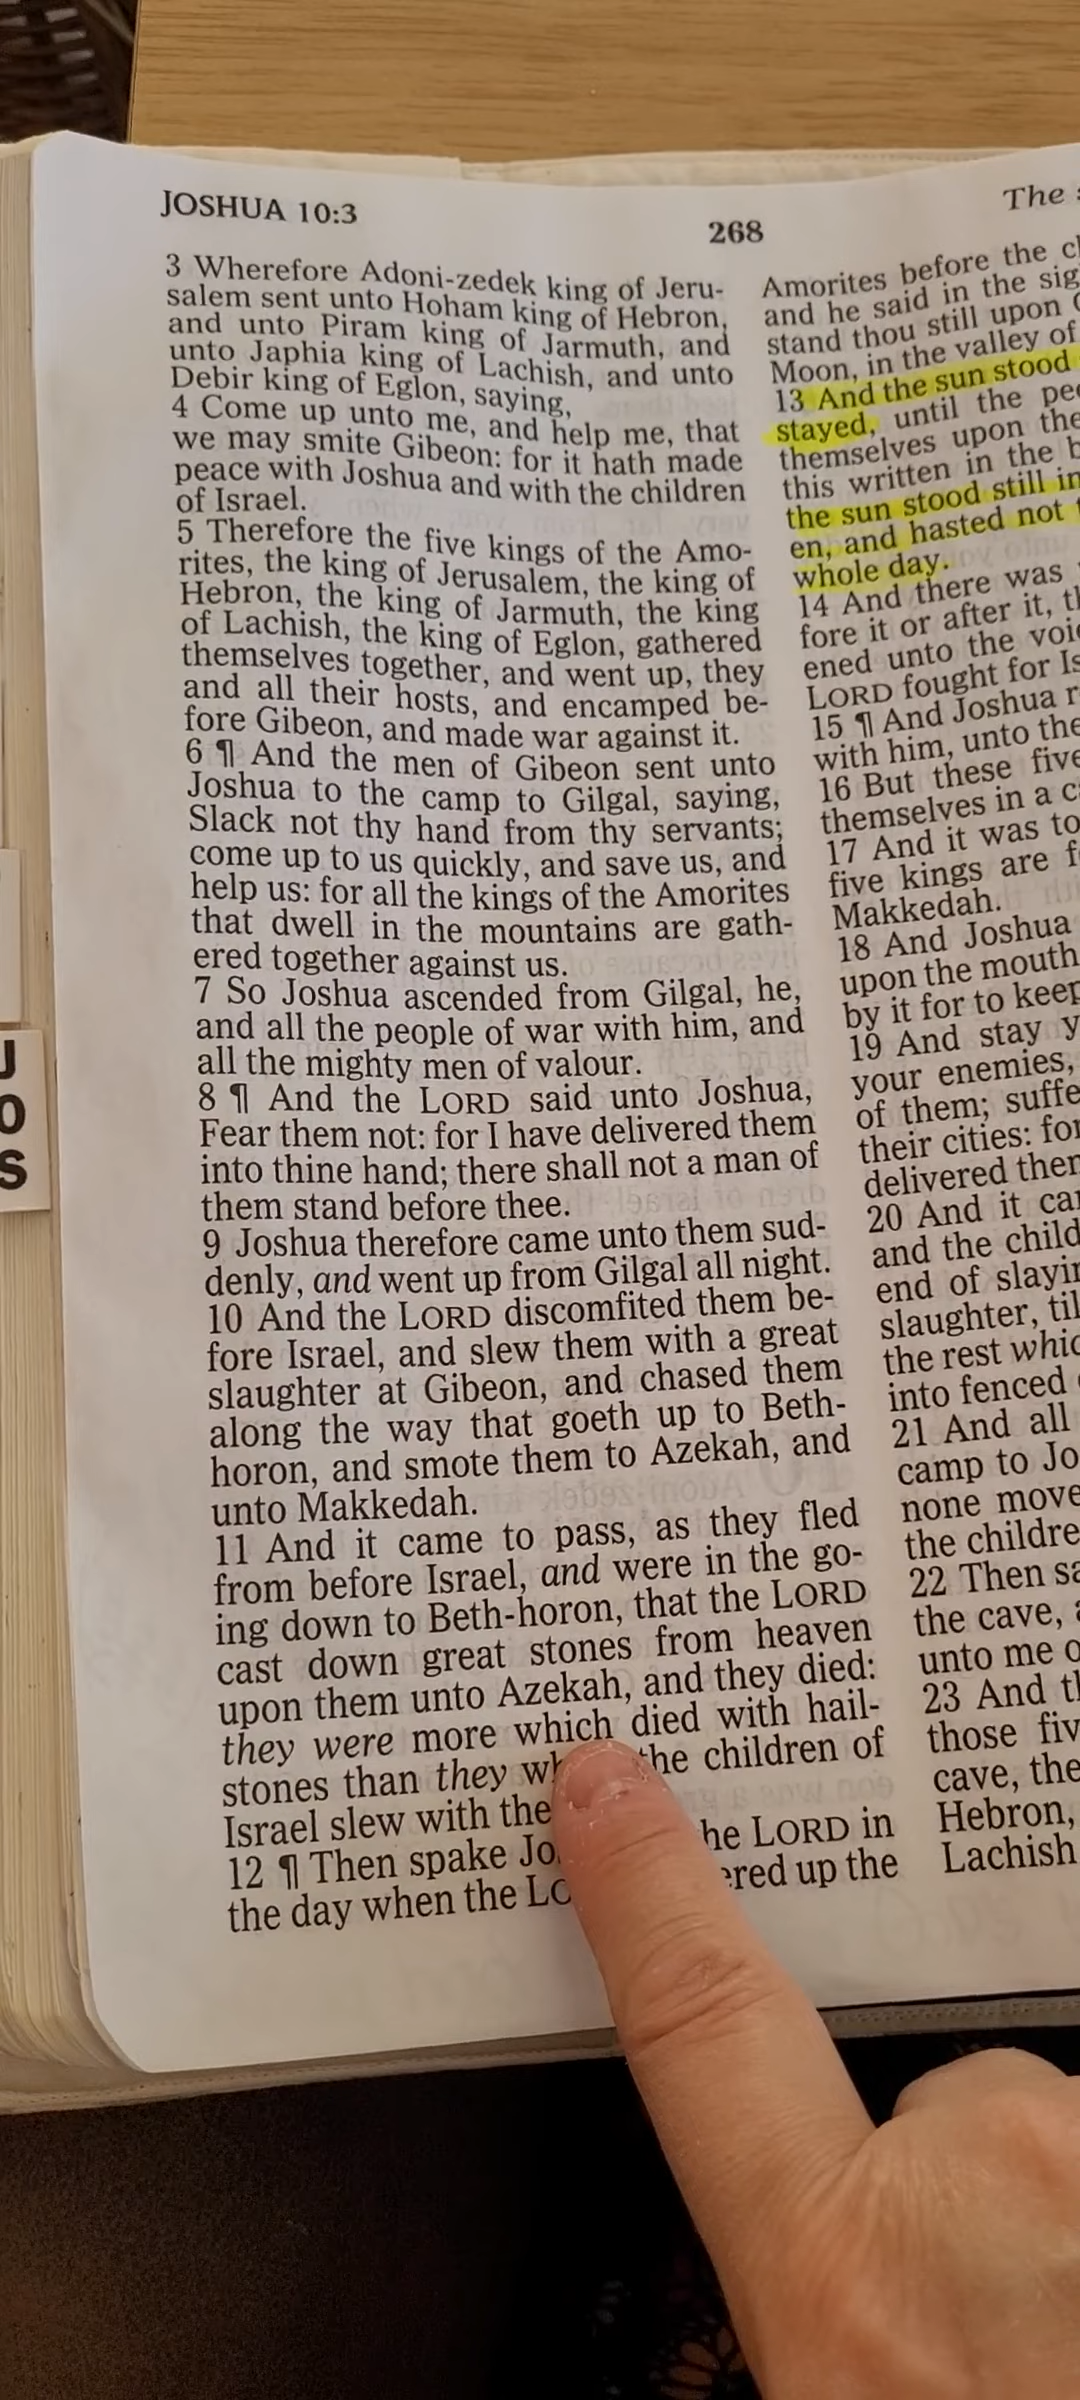 JOSHUA 10:3
268
The
3 Wherefore Adoni-zedek king of Jeru-
salem sent unto Hoham king of Hebron,
and unto Piram king of Jarmuth, and
unto Japhia king of Lachish, and unto
Debir king of Eglon, saying,
4 Come up unto me, and help me, that
we may smite Gibeon: for it hath made
peace with Joshua and with the children
of Israel.
5 Therefore the five kings of the Amo-
rites, the king of Jerusalem, the king of
Hebron, the king of Jarmuth, the king
of Lachish, the king of Eglon, gathered
themselves together, and went up, they
and all their hosts, and encamped be-
fore Gibeon, and made war against it.
6 ¶ And the men of Gibeon sent unto
Joshua to the camp to Gilgal, saying,
Slack not thy hand from thy servants;
come up to us quickly, and save us, and
help us: for all the kings of the Amorites
that dwell in the mountains are gath-
ered together against us.
7 So Joshua ascended from Gilgal, he,
and all the people of war with him, and
all the mighty men of valour.
8 ¶ And the LORD said unto Joshua,
Fear them not: for I have delivered them
into thine hand; there shall not a man of
them stand before thee.
9 Joshua therefore came unto them sud-
denly, and went up from Gilgal all night.
10 And the LORD discomfited them be-
fore Israel, and slew them with a great
slaughter at Gibeon, and chased them
along the way that goeth up to Beth-
horon, and smote them to Azekah, and
unto Makkedah.
11 And it came to pass, as they fled
from before Israel, and were in the go-
ing down to Beth-horon, that the LORD
cast down great stones from heaven
upon them unto Azekah, and they died:
they were more which died with hail-
stones than they wh the children of
Israel slew with the
12 ¶ Then spake Jo he LORD in
the day when the LO ered up the
Amorites before the
and he said in the
stand thou still upon
Moon, in the valley of
13 And the sun stood
stayed, until the
themselves upon the
this written in the
the sun stood still in
en, and hasted not
whole day.
14 And there was
fore it or after it,
ened unto the
LORD fought for
15 ¶ And Joshua
with him, unto the
16 But these five
themselves in a
17 And it was
five kings are
Makkedah.
18 And Joshua
upon the mouth
by it for to keep
19 And stay
your enemies,
of them; suffe
their cities: for
delivered
20 And it
and the child
end of
slaughter,
the rest
into fenced
21 And all
camp to Jo
none move
the childre
22 Then
the cave,
unto me
23 And
those
cave, the
Hebron,
Lachish
J
O
S